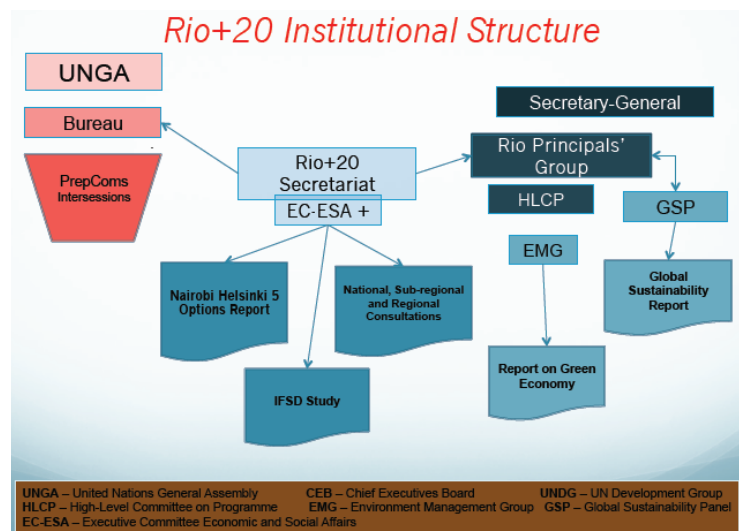 Rio+20 Institutional Structure
UNGA
Bureau
PrepComs
Intersessions
Rio+20
Secretariat
EC-ESA +
Secretary-General
Rio Principals'
Group
HLCP
GSP
EMG
Nairobi Helsinki 5
Options Report
National, Sub-regional
and Regional
Consultations
IFSD Study
Global
Sustainability
Report
Report on Green
Economy
UNGA – United Nations General Assembly CEB – Chief Executives Board UNDG – UN Development Group
HLCP – High-Level Committee on Programme EMG – Environment Management Group GSP – Global Sustainability Panel
EC-ESA – Executive Committee Economic and Social Affairs